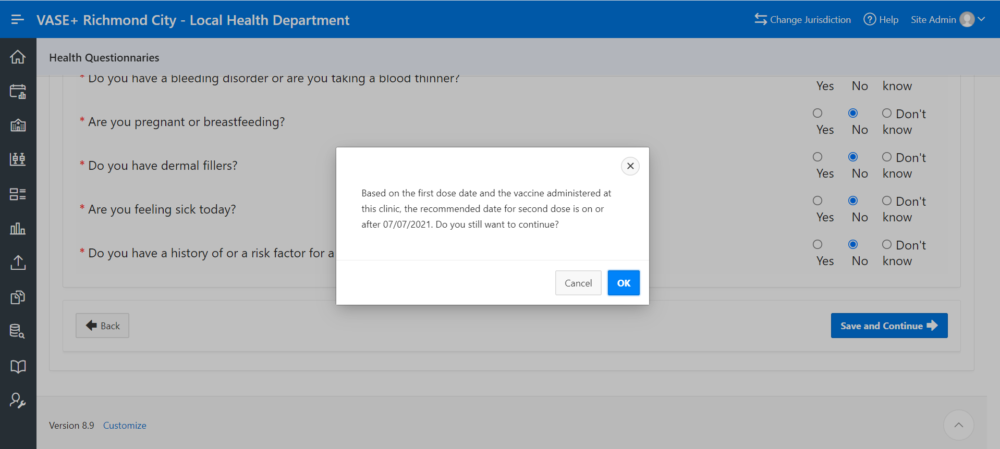 VASE+ Richmond City - Local Health Department
Change Jurisdiction
Help
Site Admin
Health Questionnaries
* Do you have a bleeding disorder or are you taking a blood thinner?
Yes No know
* Are you pregnant or breastfeeding?
Don't
Yes No know
* Do you have dermal fillers?
Don't
Yes No know
* Are you feeling sick today?
Don't
Yes No know
* Do you have a history of or a risk factor for a
Don't
Yes No know
Based on the first dose date and the vaccine administered at
this clinic, the recommended date for second dose is on or
after 07/07/2021. Do you still want to continue?
Cancel
OK
Back
Save and Continue
Version 8.9 Customize